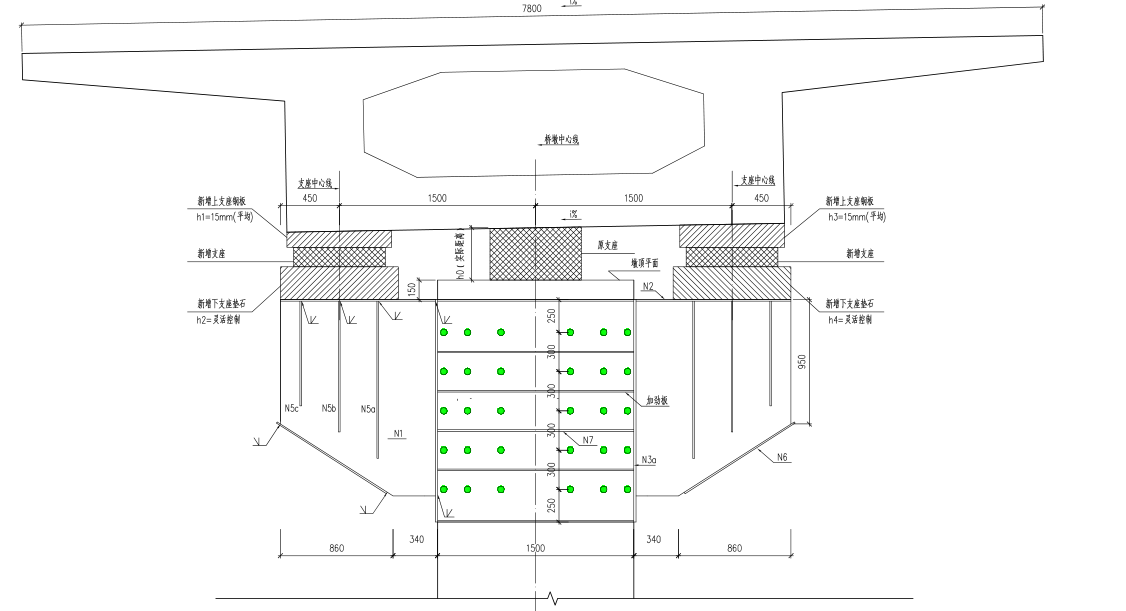 i%
7800
桥墩中心线
支座中心线
支座中心线
450
1500
1500
450
新增上支座钢板
h1=15mm(平均)
i%
新增上支座钢板
h3=15mm(平均)
h0(实际距离)
原支座
新增支座
墩顶平面
新增支座
150
N2
新增下支座垫石
h2=灵活控制
新增下支座垫石
h4=灵活控制
250
300
950
300
加劲板
N5c
N5b
N5a
N1
300
N7
N3a
N6
300
250
860
340
1500
340
860